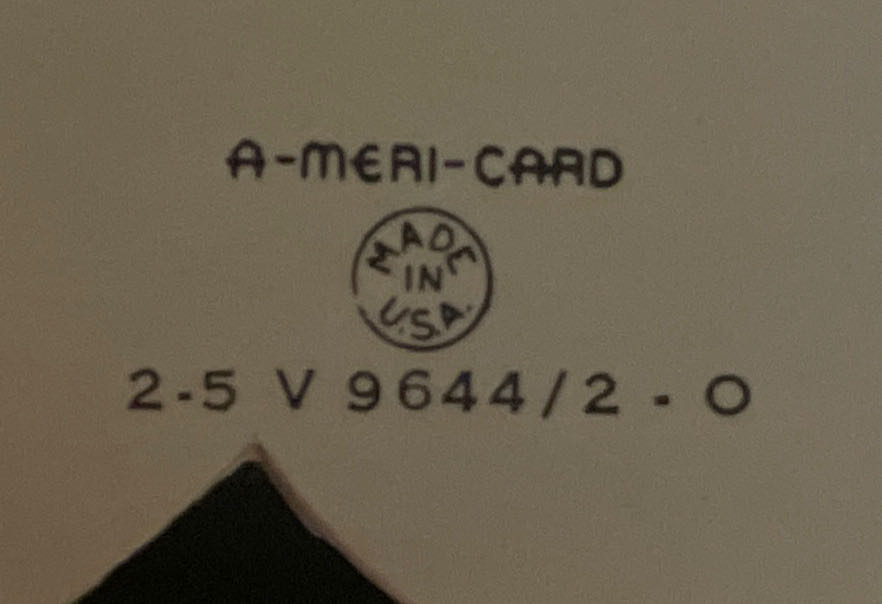 A-MERI-CARD
MADE
IN
U.S.A.
2-5 V 9644/2 - O